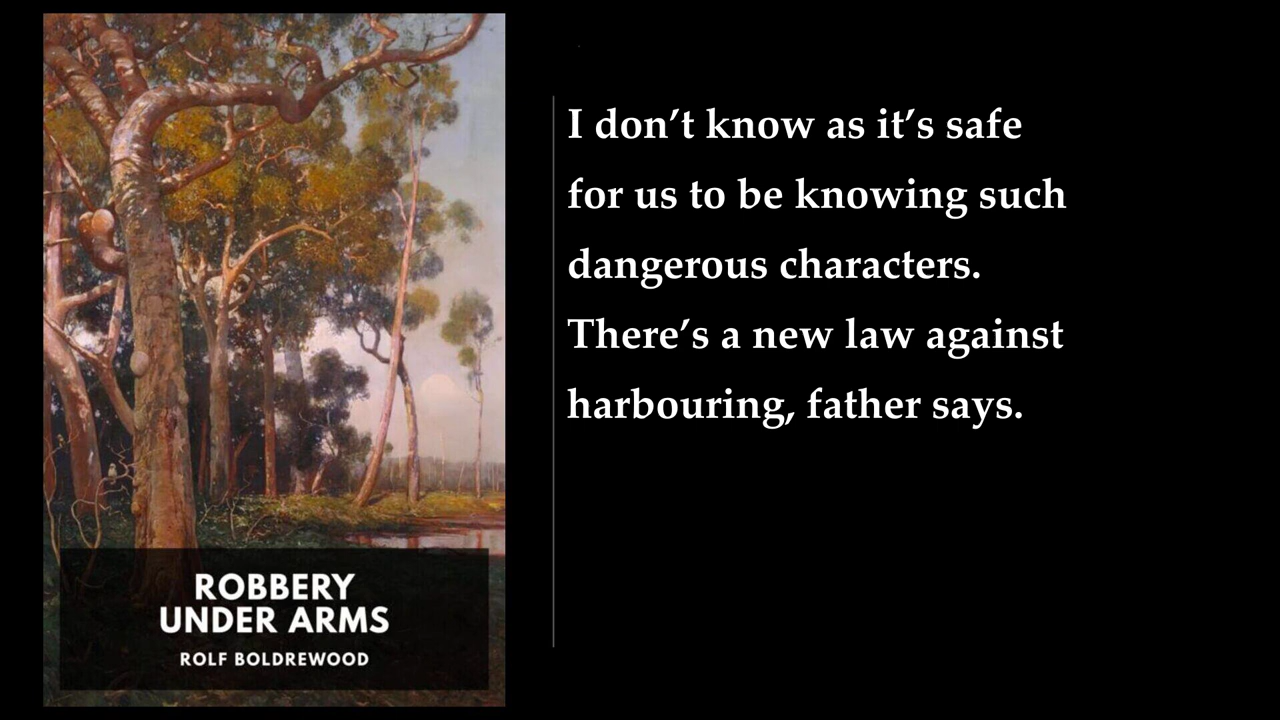 I don’t know as it’s safe
for us to be knowing such
dangerous characters.
There’s a new law against
harbouring, father says.
ROBBERY
UNDER ARMS
ROLF BOLDREWOOD